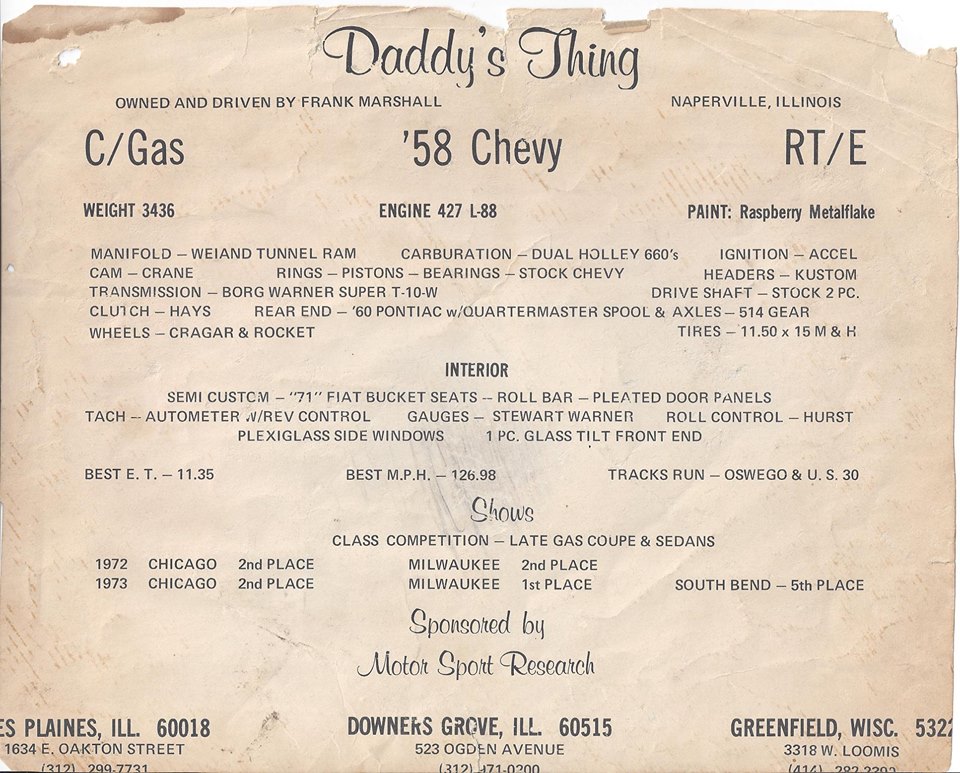 Daddy's Thing
OWNED AND DRIVEN BY FRANK MARSHALL NAPERVILLE, ILLINOIS
C/Gas '58 Chevy RT/E
WEIGHT 3436 ENGINE 427 L-88 PAINT: Raspberry Metalflake
MANIFOLD – WEIAND TUNNEL RAM CARBURATION – DUAL HOLLEY 660's IGNITION – ACCEL
CAM – CRANE RINGS – PISTONS – BEARINGS – STOCK CHEVY HEADERS – KUSTOM
TRANSMISSION – BORG WARNER SUPER T-10-W DRIVE SHAFT – STOCK 2 PC.
CLUTCH – HAYS REAR END – '60 PONTIAC w/QUARTERMASTER SPOOL & AXLES – 514 GEAR
WHEELS – CRAGAR & ROCKET TIRES – 11.50 x 15 M & H
INTERIOR
SEMI CUSTOM – "71" FIAT BUCKET SEATS – ROLL BAR – PLEATED DOOR PANELS
TACH – AUTOMETER W/REV CONTROL GAUGES – STEWART WARNER ROLL CONTROL – HURST
PLEXIGLASS SIDE WINDOWS 1 PC. GLASS TILT FRONT END
BEST E. T. – 11.35 BEST M.P.H. – 126.98 TRACKS RUN – OSWEGO & U. S. 30
Shows
CLASS COMPETITION – LATE GAS COUPE & SEDANS
1972 CHICAGO 2nd PLACE MILWAUKEE 2nd PLACE
1973 CHICAGO 2nd PLACE MILWAUKEE 1st PLACE SOUTH BEND – 5th PLACE
Sponsored by
Motor Sport Research
ES PLAINES, ILL. 60018 DOWNERS GROVE, ILL. 60515 GREENFIELD, WISC. 5322
1634 E. OAKTON STREET 523 OGDEN AVENUE 3318 W. LOOMIS
(312) 299-7731 (312) 971-0200 (414)